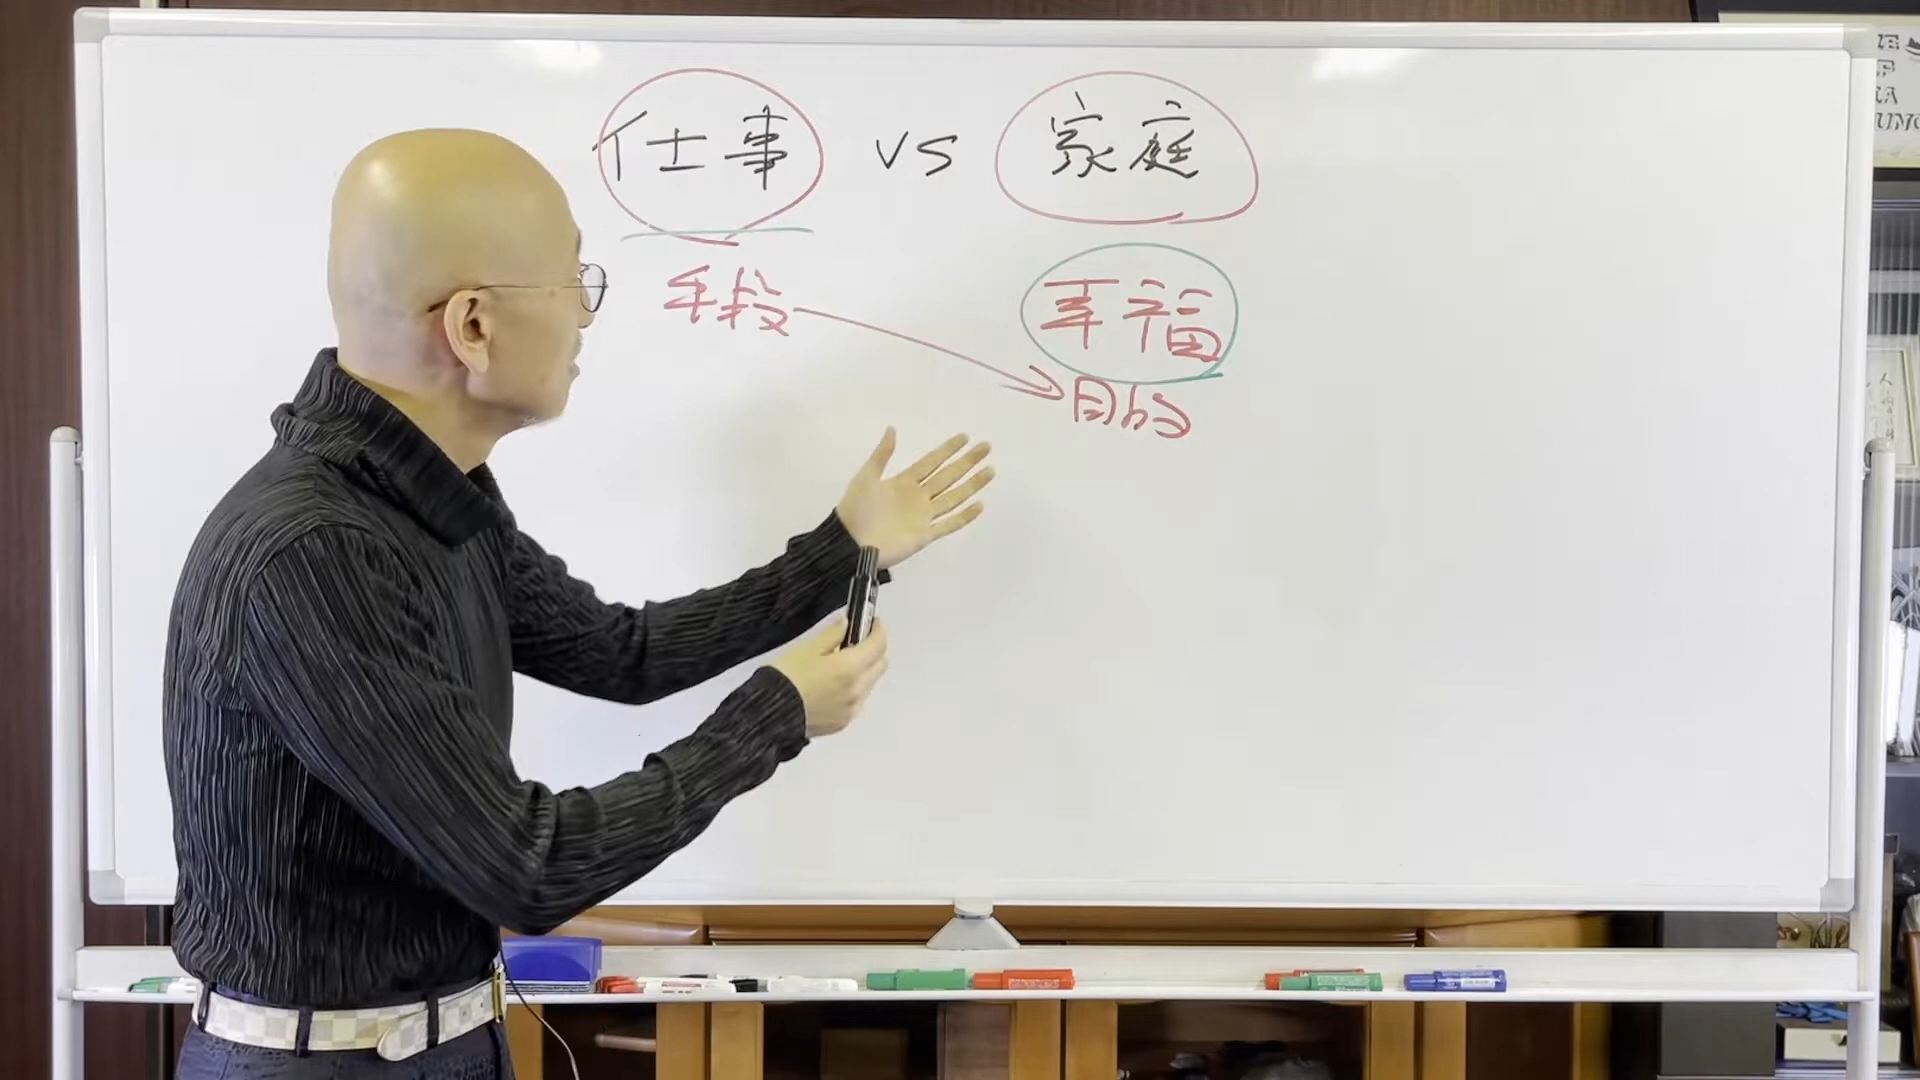 仕事 vs 家庭
手段 幸福
目的